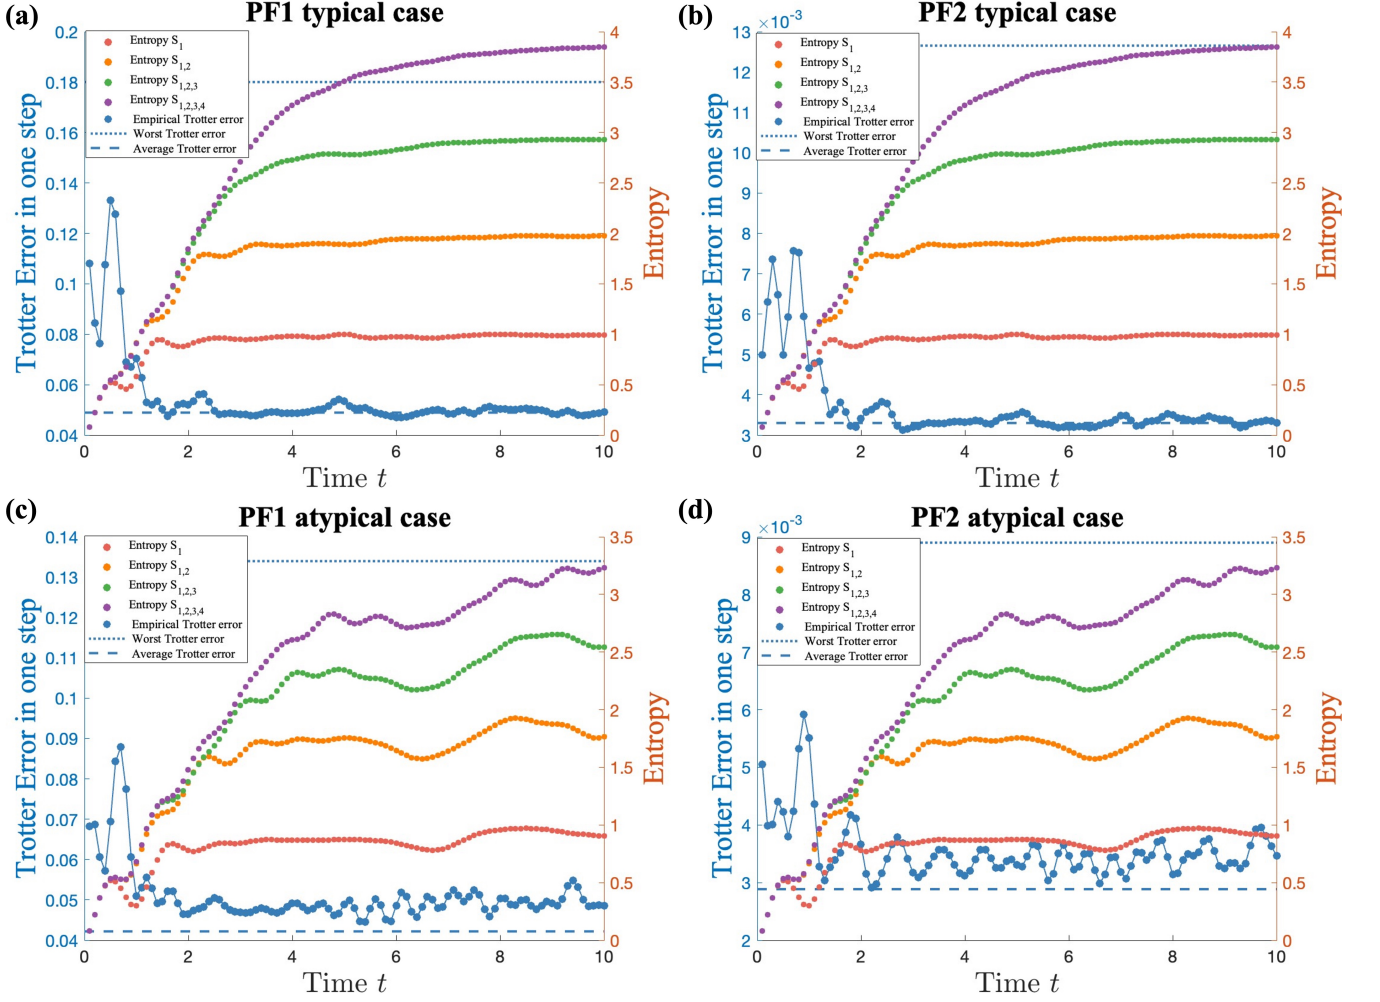 (a)
PF1 typical case
0.2
0.18
0.16
0.14
0.12
0.1
0.08
0.06
0.04
Trotter Error in one step
Entropy S1
Entropy S1,2
Entropy S1,2,3
Entropy S1,2,3,4
Empirical Trotter error
Worst Trotter error
Average Trotter error
4
3.5
3
2.5
2
1.5
1
0.5
0
Entropy
0 2 4 6 8 10
Time t
(b)
PF2 typical case
×10-3
13
12
11
10
9
8
7
6
5
4
3
Trotter Error in one step
Entropy S1
Entropy S1,2
Entropy S1,2,3
Entropy S1,2,3,4
Empirical Trotter error
Worst Trotter error
Average Trotter error
4
3.5
3
2.5
2
1.5
1
0.5
0
Entropy
0 2 4 6 8 10
Time t
(c)
PF1 atypical case
0.14
0.13
0.12
0.11
0.1
0.09
0.08
0.07
0.06
0.05
0.04
Trotter Error in one step
Entropy S1
Entropy S1,2
Entropy S1,2,3
Entropy S1,2,3,4
Empirical Trotter error
Worst Trotter error
Average Trotter error
3.5
3
2.5
2
1.5
1
0.5
0
Entropy
0 2 4 6 8 10
Time t
(d)
PF2 atypical case
×10-3
9
8
7
6
5
4
3
2
Trotter Error in one step
Entropy S1
Entropy S1,2
Entropy S1,2,3
Entropy S1,2,3,4
Empirical Trotter error
Worst Trotter error
Average Trotter error
3.5
3
2.5
2
1.5
1
0.5
0
Entropy
0 2 4 6 8 10
Time t